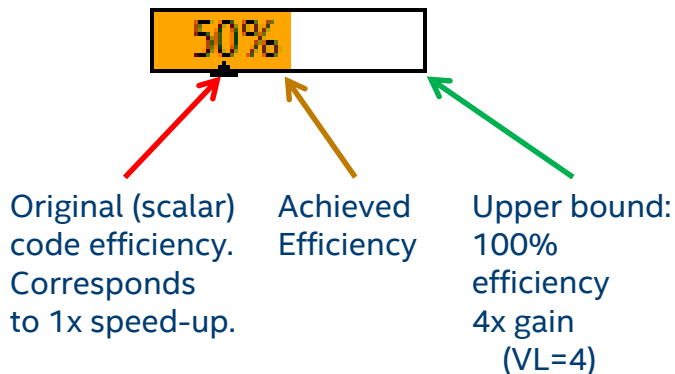 50%
Original (scalar)
code efficiency.
Corresponds
to 1x speed-up.
Achieved
Efficiency
Upper bound:
100%
efficiency
4x gain
(VL=4)